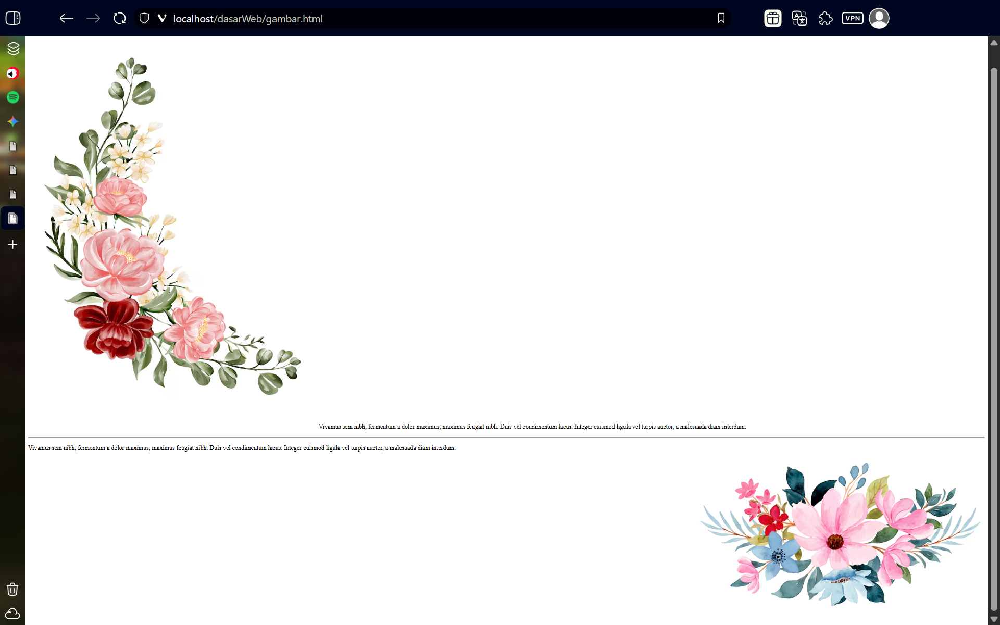 localhost/dasarWeb/gambar.html
VPN
Vivamus sem nibh, fermentum a dolor maximus, maximus feugiat nibh. Duis vel condimentum lacus. Integer euismod ligula vel turpis auctor, a malesuada diam interdum.
Vivamus sem nibh, fermentum a dolor maximus, maximus feugiat nibh. Duis vel condimentum lacus. Integer euismod ligula vel turpis auctor, a malesuada diam interdum.